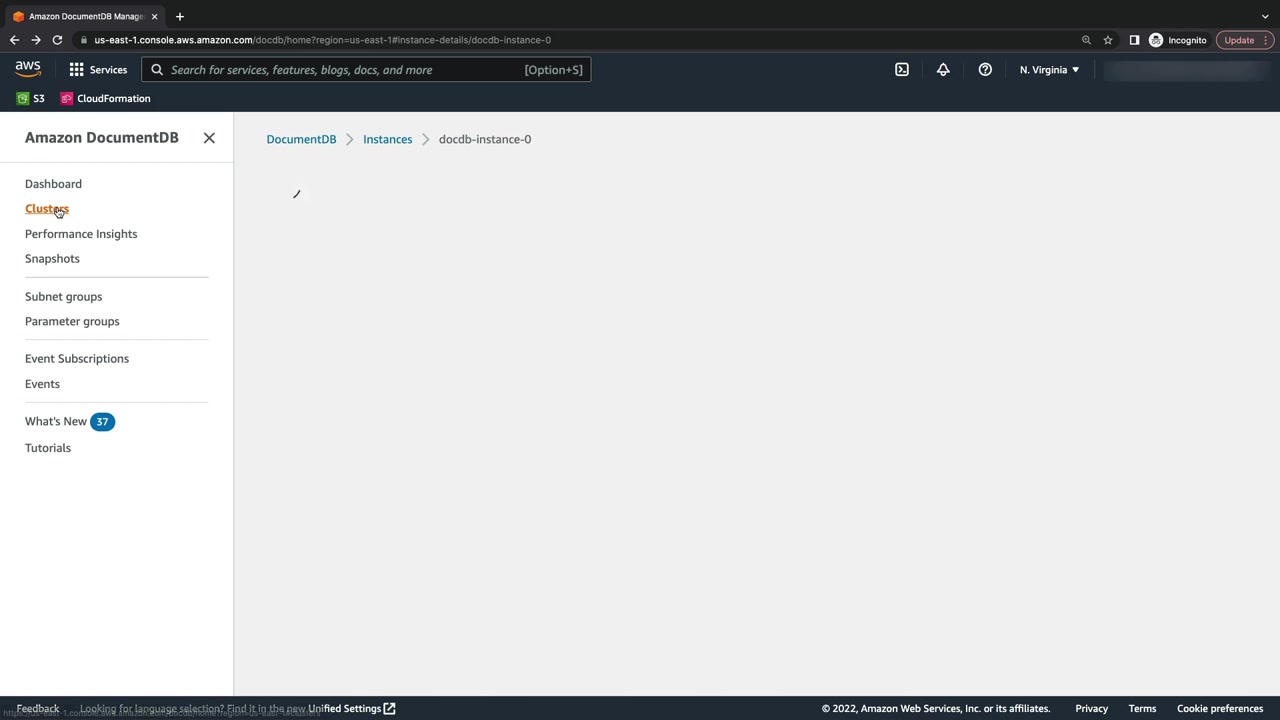 Amazon DocumentDB Manage
us-east-1.console.aws.amazon.com/docdb/home?region=us-east-1#instance-details/docdb-instance-0
Incognito
Update
aws
Services
Search for services, features, blogs, docs, and more
[Option+S]
N. Virginia
S3
CloudFormation
Amazon DocumentDB
DocumentDB
Instances
docdb-instance-0
Dashboard
Clusters
Performance Insights
Snapshots
Subnet groups
Parameter groups
Event Subscriptions
Events
What's New 37
Tutorials
Feedback
Looking for language selection? Find it in the new Unified Settings
© 2022, Amazon Web Services, Inc. or its affiliates.
Privacy
Terms
Cookie preferences